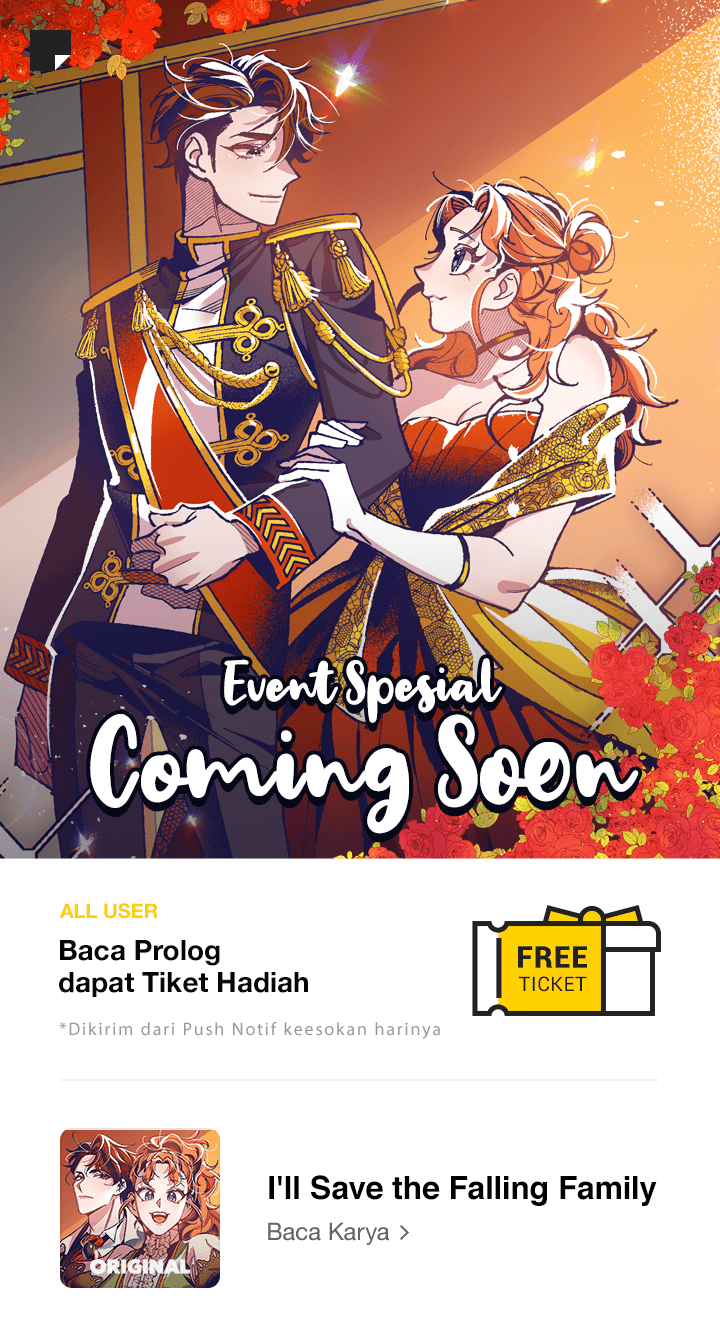 Event Spesial
Coming Soon
ALL USER
Baca Prolog
dapat Tiket Hadiah
*Dikirim dari Push Notif keesokan harinya
FREE
TICKET
I'll Save the Falling Family
Baca Karya >
ORIGINAL